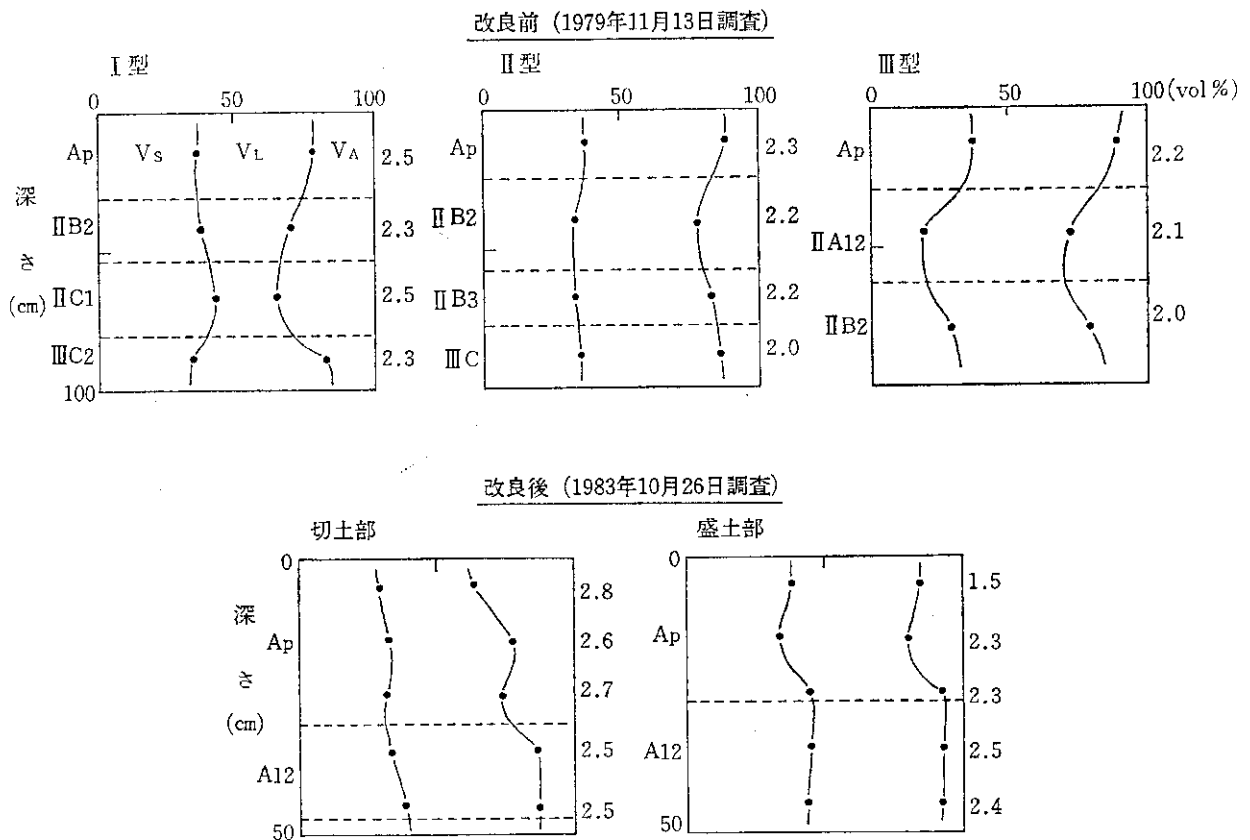 改良前 (1979年11月13日調査)
Ⅰ型
Ⅱ型
Ⅲ型
0 50 100
0 50 100
0 50 100(vol%)
Ap VS VL VA 2.5
ⅡB2 2.3
ⅡC1 2.5
ⅢC2 2.3
深さ(cm)
100
Ap 2.3
ⅡB2 2.2
ⅡB3 2.2
ⅢC 2.0
Ap 2.2
ⅡA12 2.1
ⅡB2 2.0
改良後 (1983年10月26日調査)
切土部
盛土部
0
2.8
Ap 2.6
2.7
A12 2.5
2.5
深さ(cm)
50
0
1.5
Ap 2.3
2.3
A12 2.5
2.4
50